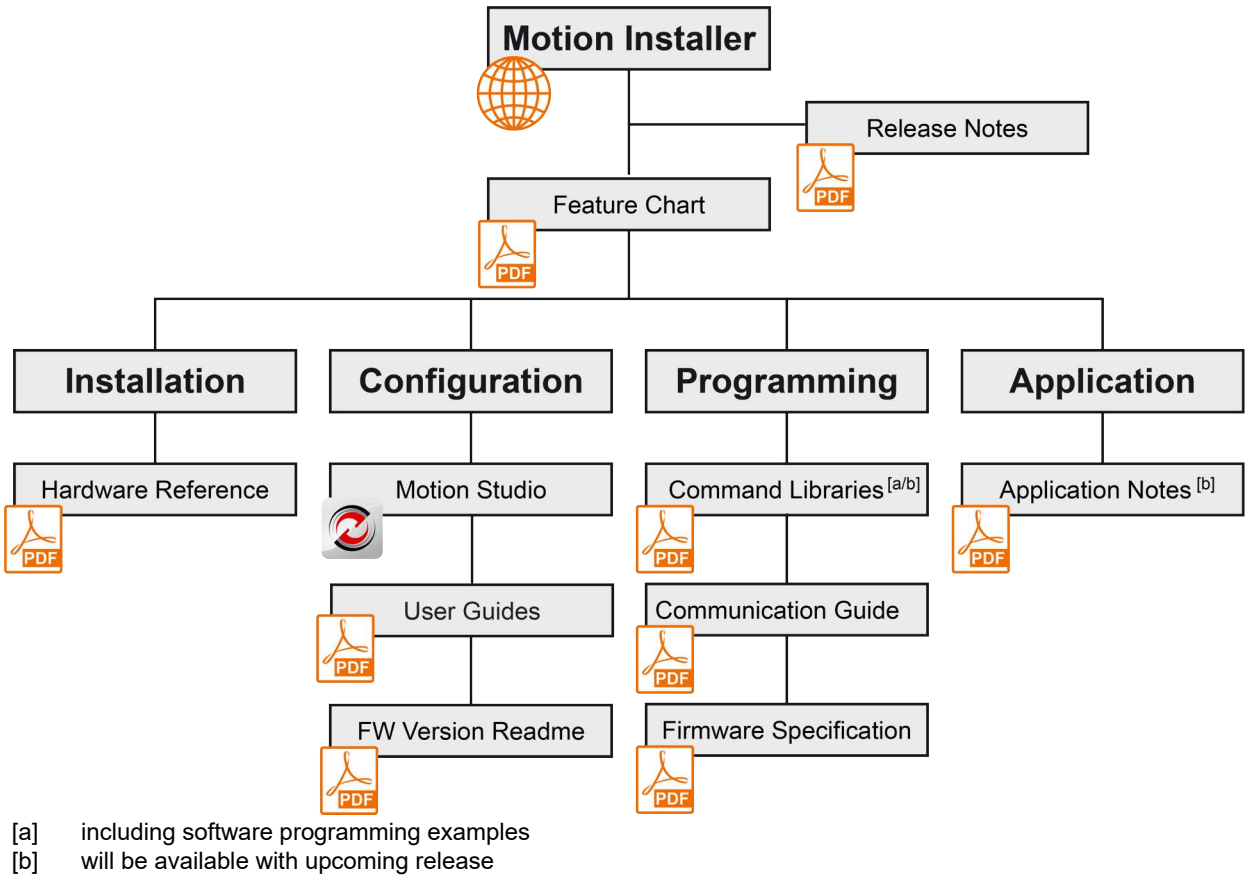 Motion Installer
Release Notes
PDF
Feature Chart
PDF
Installation
Configuration
Programming
Application
Hardware Reference
Motion Studio
Command Libraries [a/b]
Application Notes [b]
PDF
PDF
PDF
User Guides
Communication Guide
PDF
PDF
FW Version Readme
Firmware Specification
PDF
PDF
[a] including software programming examples
[b] will be available with upcoming release